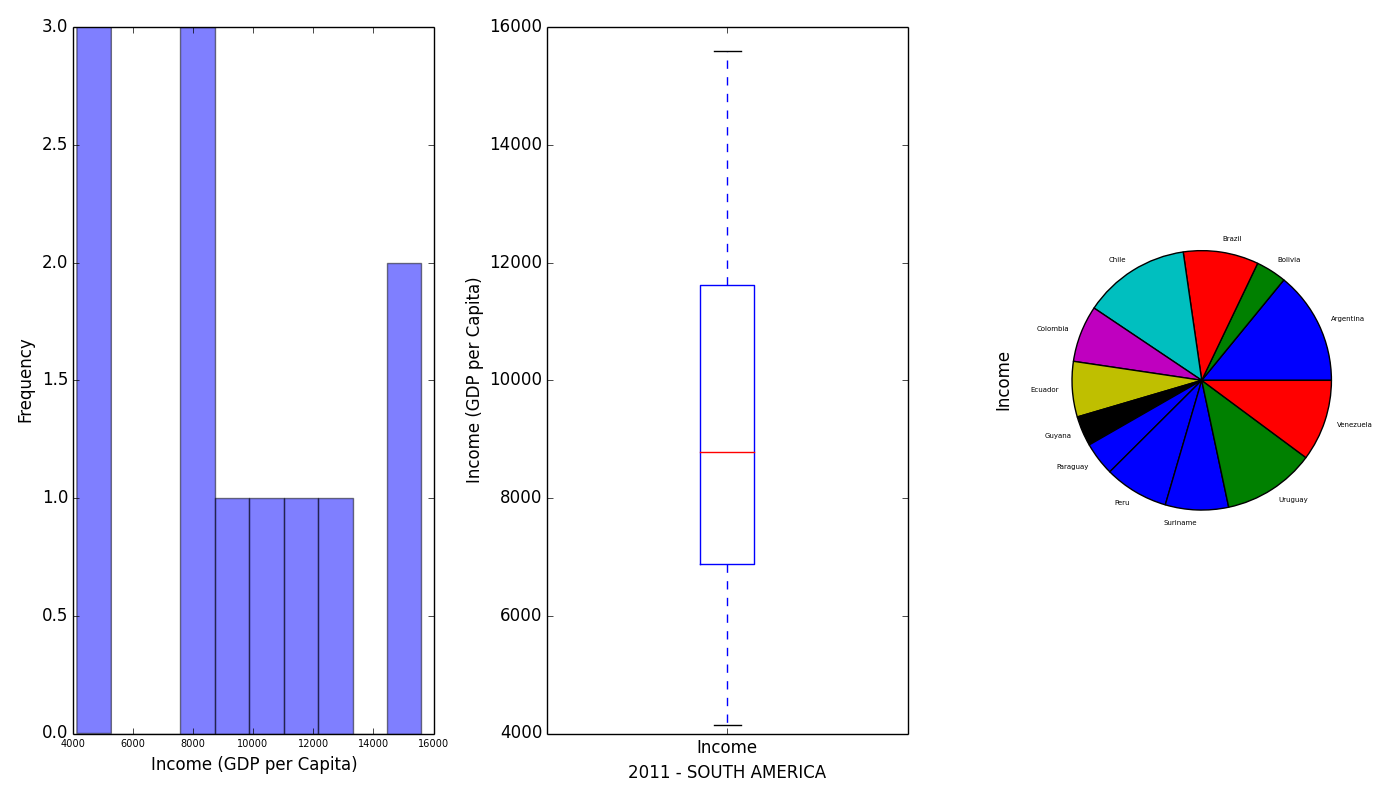 3.0
2.5
2.0
1.5
1.0
0.5
0.0
Frequency
4000 6000 8000 10000 12000 14000 16000
Income (GDP per Capita)
16000
14000
12000
10000
8000
6000
4000
Income (GDP per Capita)
Income
2011 - SOUTH AMERICA
Income
Brazil
Bolivia
Chile
Argentina
Colombia
Ecuador
Venezuela
Guyana
Paraguay
Peru
Uruguay
Suriname